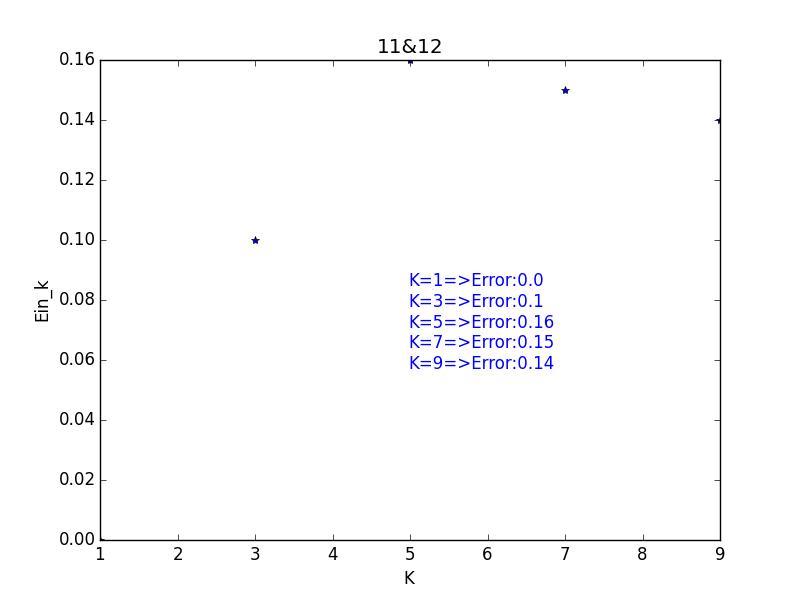 11&12
0.16
0.14
0.12
0.10
0.08
0.06
0.04
0.02
0.00
Ein_k
K=1=>Error:0.0
K=3=>Error:0.1
K=5=>Error:0.16
K=7=>Error:0.15
K=9=>Error:0.14
1 2 3 4 5 6 7 8 9
K